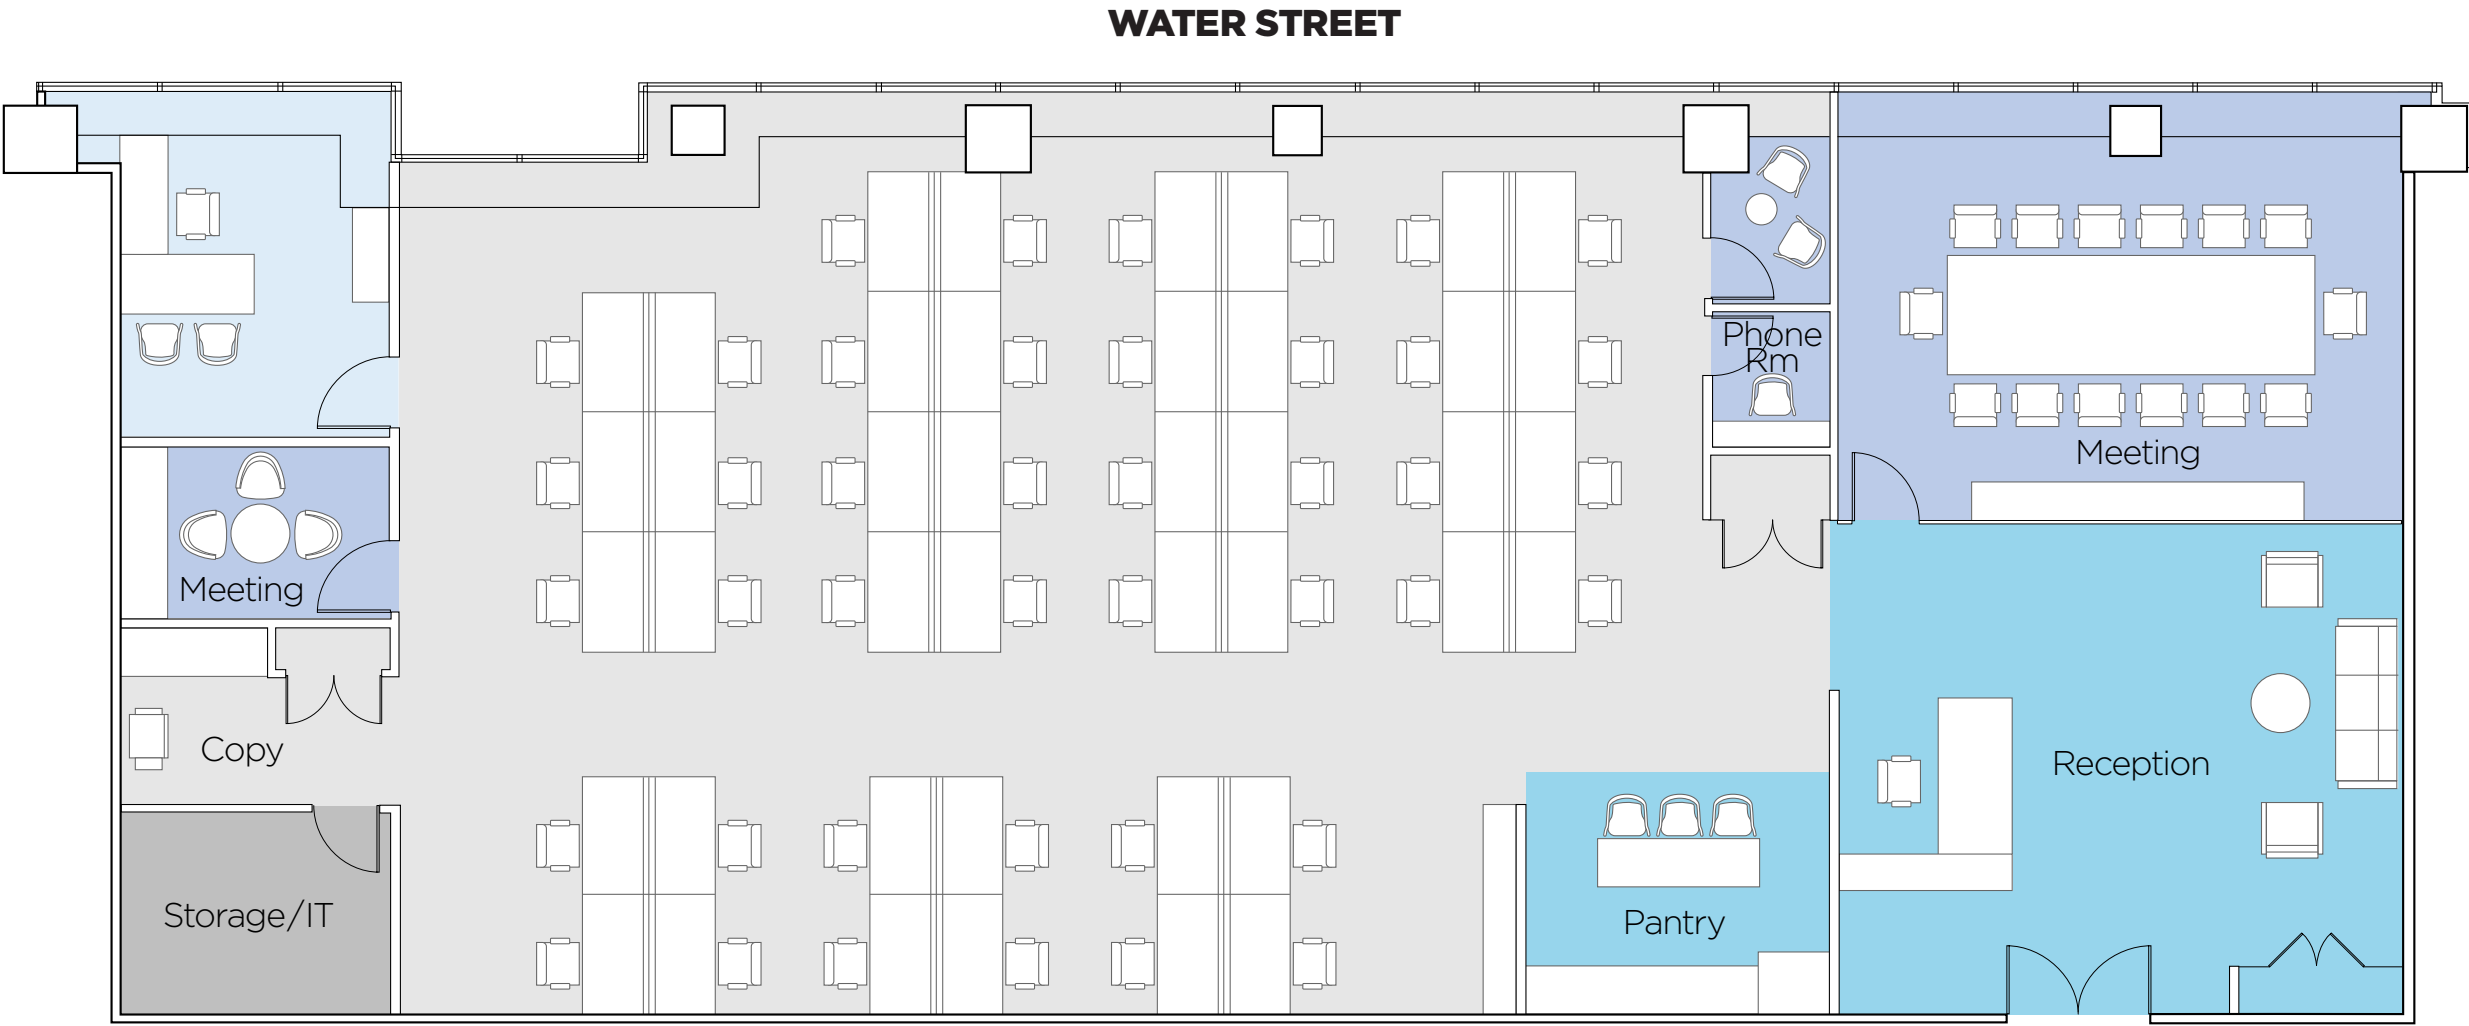 WATER STREET
Phone
Rm
Meeting
Meeting
Copy
Reception
Storage/IT
Pantry